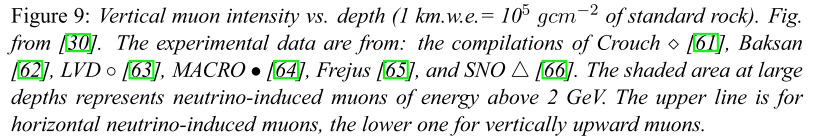 Figure 9: Vertical muon intensity vs. depth (1 km.w.e.= 10⁵ gcm⁻² of standard rock). Fig.
from [30]. The experimental data are from: the compilations of Crouch ⋄ [61], Baksan
[62], LVD ∘ [63], MACRO • [64], Frejus [65], and SNO △ [66]. The shaded area at large
depths represents neutrino-induced muons of energy above 2 GeV. The upper line is for
horizontal neutrino-induced muons, the lower one for vertically upward muons.